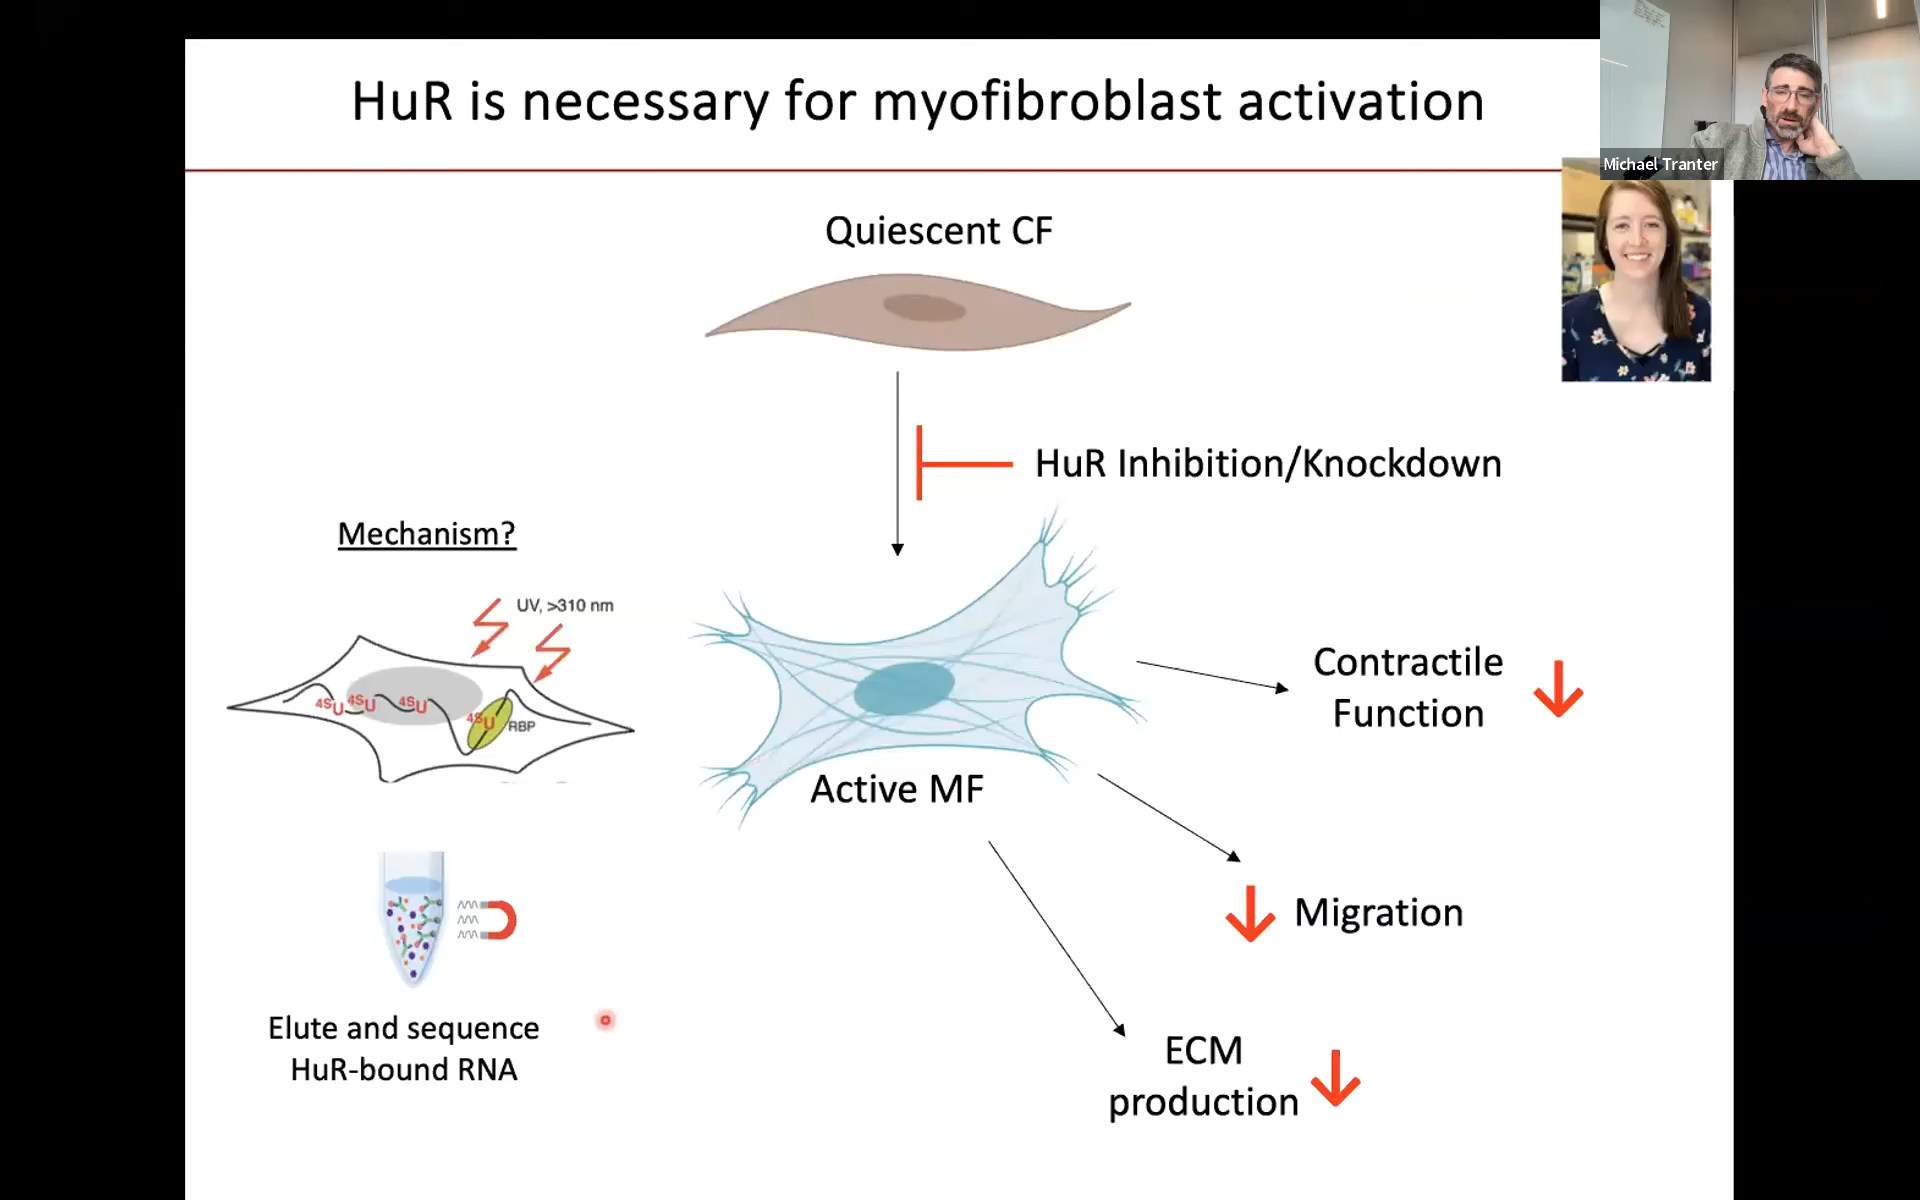 HuR is necessary for myofibroblast activation
Michael Tranter
Quiescent CF
HuR Inhibition/Knockdown
Mechanism?
UV, >310 nm
4SU 4SU 4SU
4SU RBP
Active MF
Contractile
Function
Migration
Elute and sequence
HuR-bound RNA
ECM
production